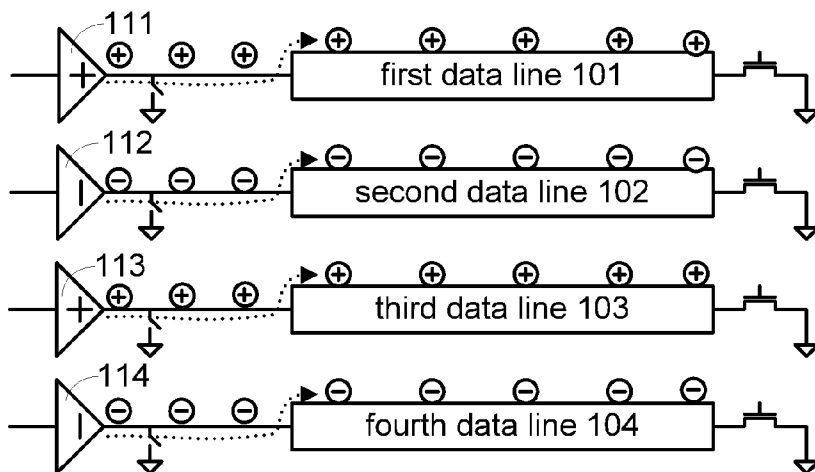 111
first data line 101
112
second data line 102
113
third data line 103
114
fourth data line 104